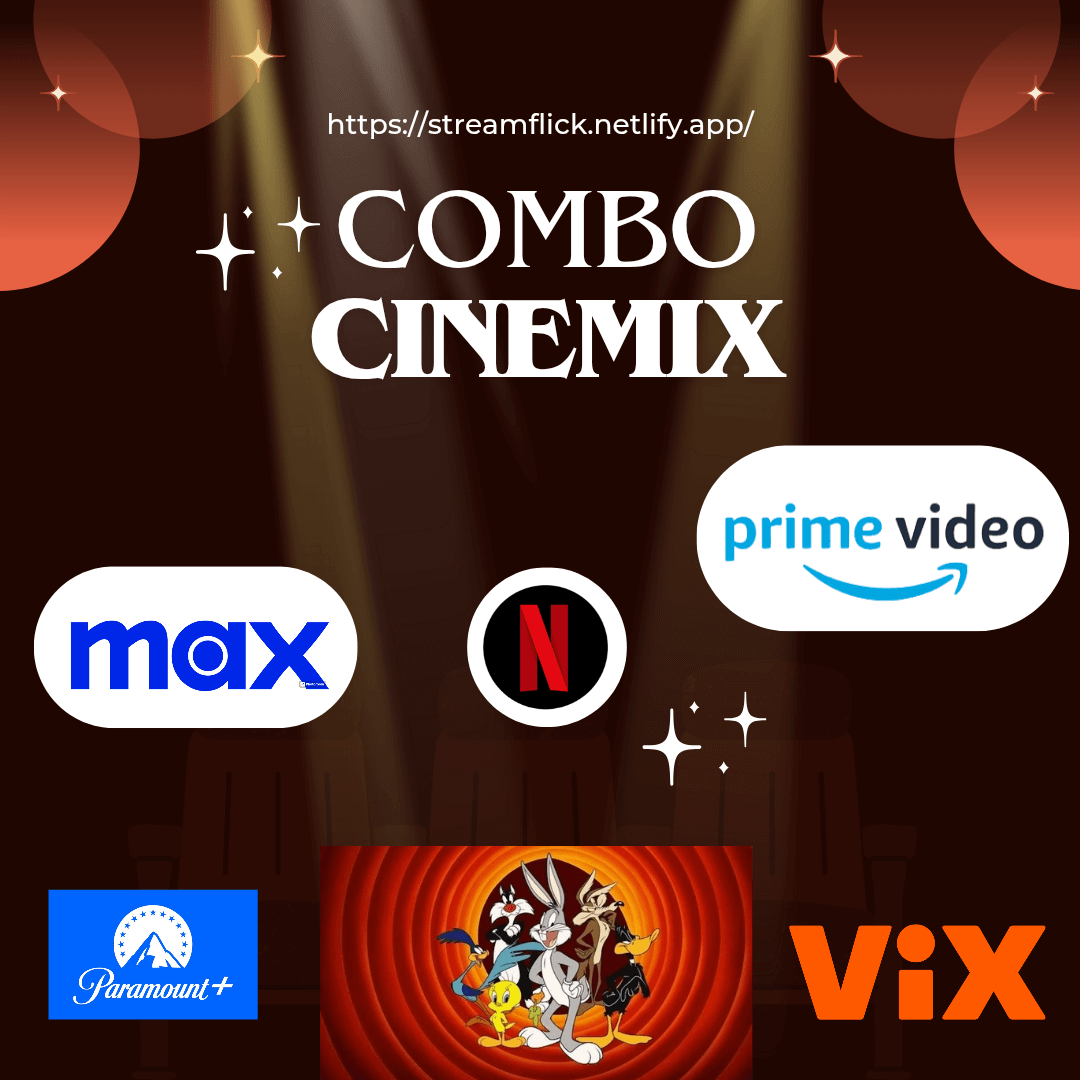 https://streamflick.netlify.app/
COMBO
CINEMIX
prime video
max
N
Paramount+
ViX